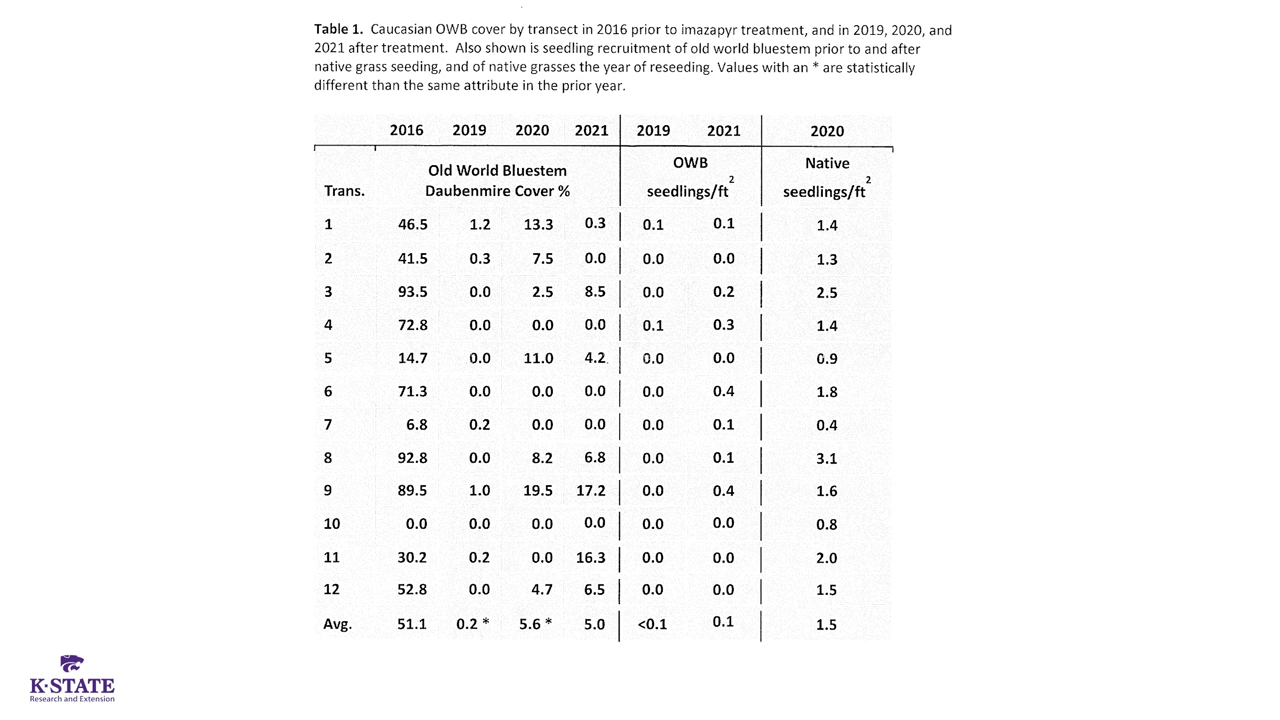 Table 1. Caucasian OWB cover by transect in 2016 prior to imazapyr treatment, and in 2019, 2020, and
2021 after treatment. Also shown is seedling recruitment of old world bluestem prior to and after
native grass seeding, and of native grasses the year of reseeding. Values with an * are statistically
different than the same attribute in the prior year.
2016 2019 2020 2021 2019 2021 2020
Old World Bluestem OWB Native
Trans. Daubenmire Cover % seedlings/ft² seedlings/ft²
1 46.5 1.2 13.3 0.3 0.1 0.1 1.4
2 41.5 0.3 7.5 0.0 0.0 0.0 1.3
3 93.5 0.0 2.5 8.5 0.0 0.2 2.5
4 72.8 0.0 0.0 0.0 0.1 0.3 1.4
5 14.7 0.0 11.0 4.2 0.0 0.0 0.9
6 71.3 0.0 0.0 0.0 0.0 0.4 1.8
7 6.8 0.2 0.0 0.0 0.0 0.1 0.4
8 92.8 0.0 8.2 6.8 0.0 0.1 3.1
9 89.5 1.0 19.5 17.2 0.0 0.4 1.6
10 0.0 0.0 0.0 0.0 0.0 0.0 0.8
11 30.2 0.2 0.0 16.3 0.0 0.0 2.0
12 52.8 0.0 4.7 6.5 0.0 0.0 1.5
Avg. 51.1 0.2 * 5.6 * 5.0 <0.1 0.1 1.5
K·STATE
Research and Extension